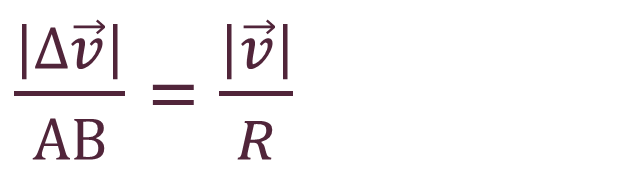 |Δv⃗| / AB = |v⃗| / R